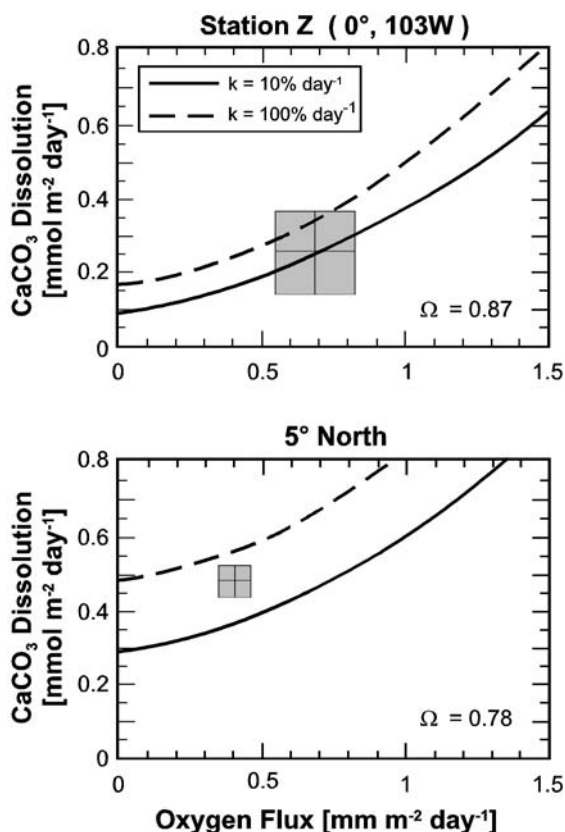 Station Z ( 0°, 103W )
0.8
0.6
0.4
0.2
0
CaCO₃ Dissolution
[mmol m⁻² day⁻¹]
k = 10% day⁻¹
k = 100% day⁻¹
Ω = 0.87
0
0.5
1
1.5
5° North
0.8
0.6
0.4
0.2
0
CaCO₃ Dissolution
[mmol m⁻² day⁻¹]
Ω = 0.78
0
0.5
1
1.5
Oxygen Flux [mm m⁻² day⁻¹]